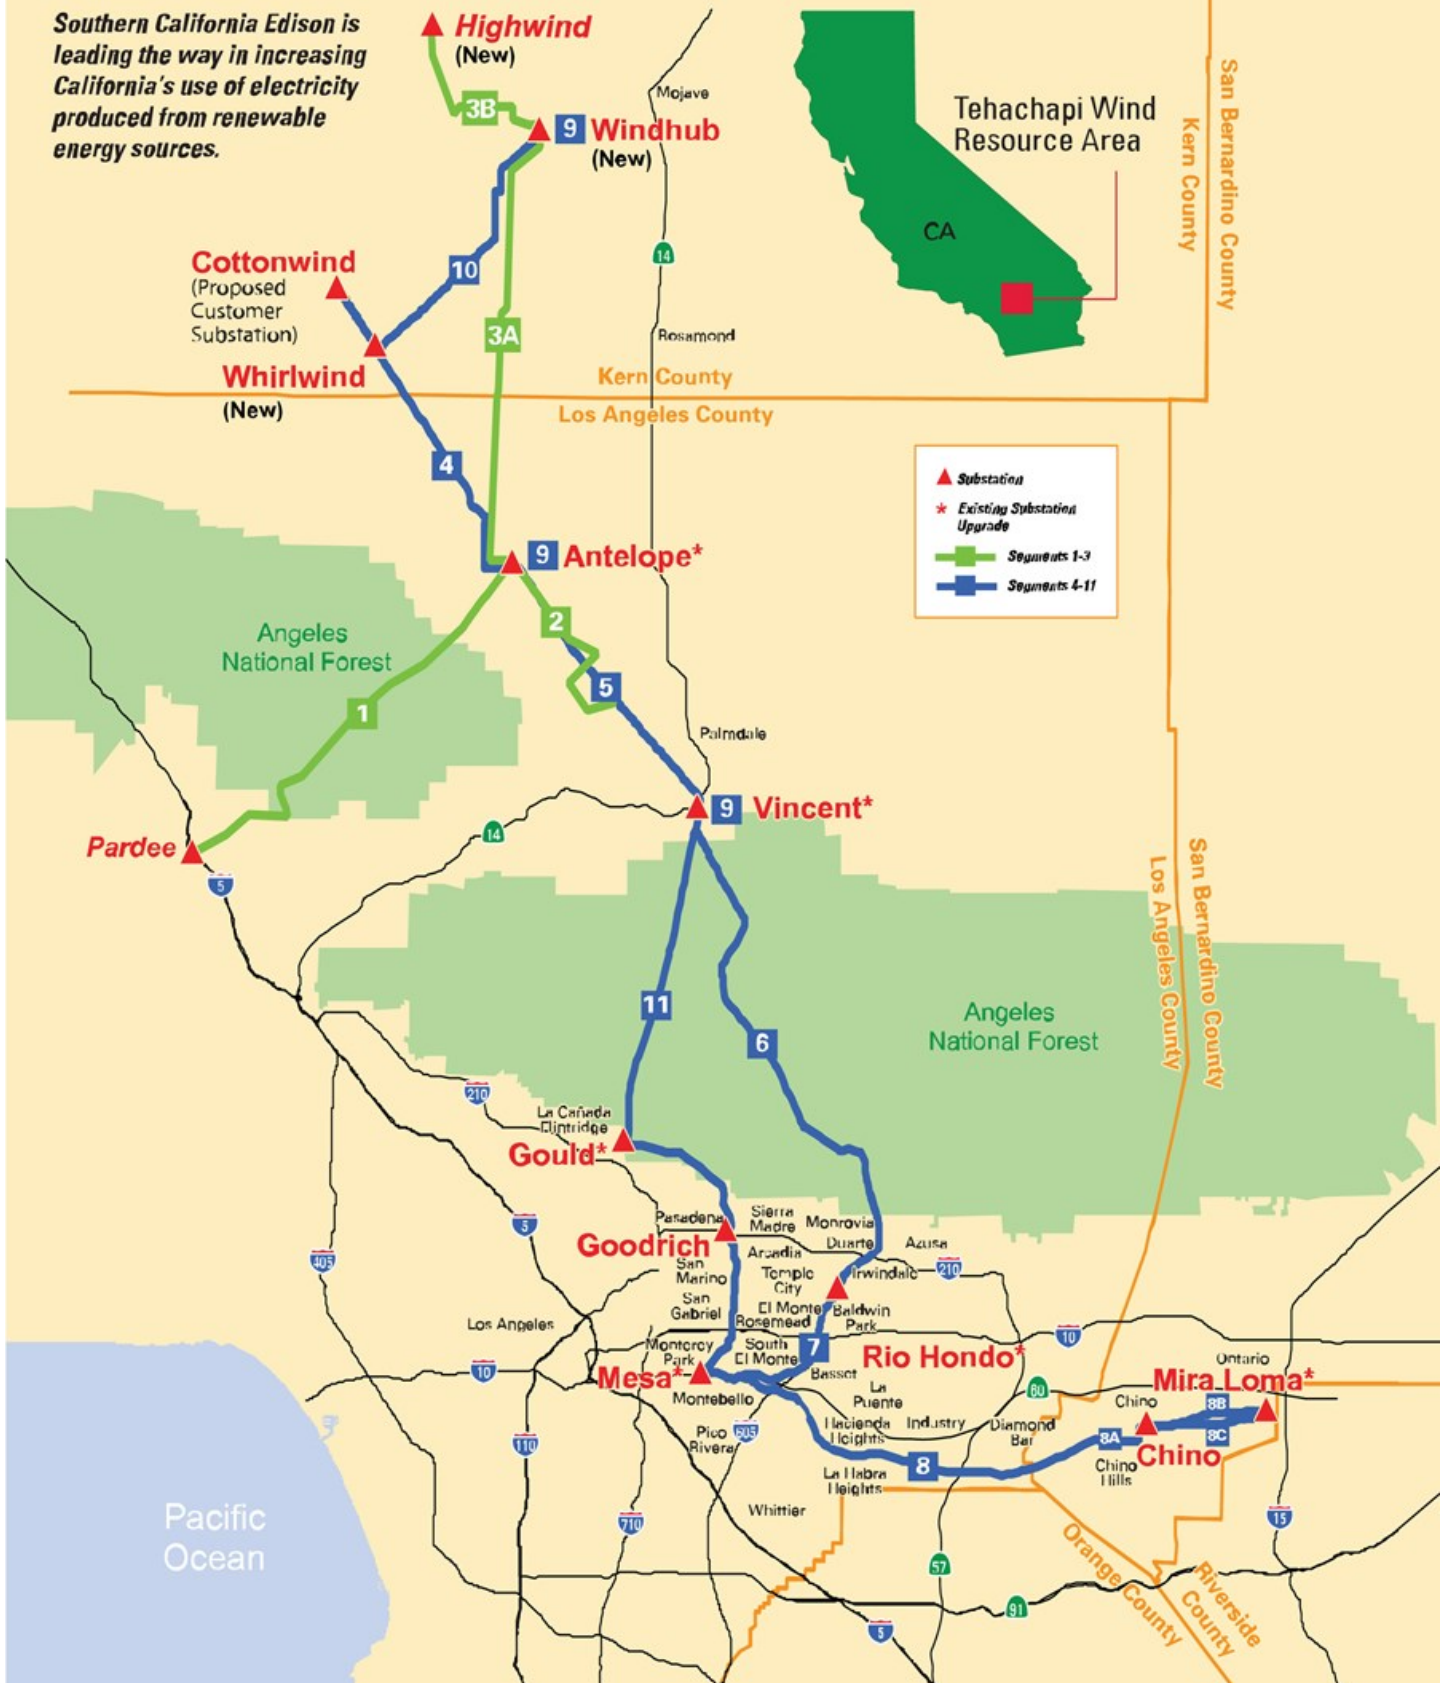 Southern California Edison is
leading the way in increasing
California's use of electricity
produced from renewable
energy sources.
Highwind
(New)
3B
9 Windhub
(New)
Mojave
Tehachapi Wind
Resource Area
CA
Kern County
San Bernardino County
Cottonwind
(Proposed
Customer
Substation)
10
14
3A
Rosamond
Whirlwind
(New)
Kern County
Los Angeles County
4
Substation
* Existing Substation
Upgrade
Segments 1-3
Segments 4-11
9 Antelope*
2
Angeles
National Forest
5
1
Palmdale
9 Vincent*
14
Pardee
5
Los Angeles County
San Bernardino County
11
6
Angeles
National Forest
210
La Cañada
Flintridge
Gould*
5
Pasadena
Sierra
Madre
Monrovia
Duarte
Azusa
Goodrich
Arcadia
405
San
Marino
Temple
City
Irwindale
210
San
Gabriel
El Monte
Baldwin
Park
Rosemead
Los Angeles
10
Monterey
Park
South
El Monte
7
Rio Hondo*
Ontario
10
Mesa*
Bassett
Mira Loma*
Montebello
La
Puente
60
Chino
8B
Pico
Rivera
605
Hacienda
Heights
Industry
Diamond
Bar
8A
8C
Chino
110
8
Chino
Hills
La Habra
Heights
Whittier
710
15
Pacific
Ocean
57
Orange County
Riverside
County
91
5